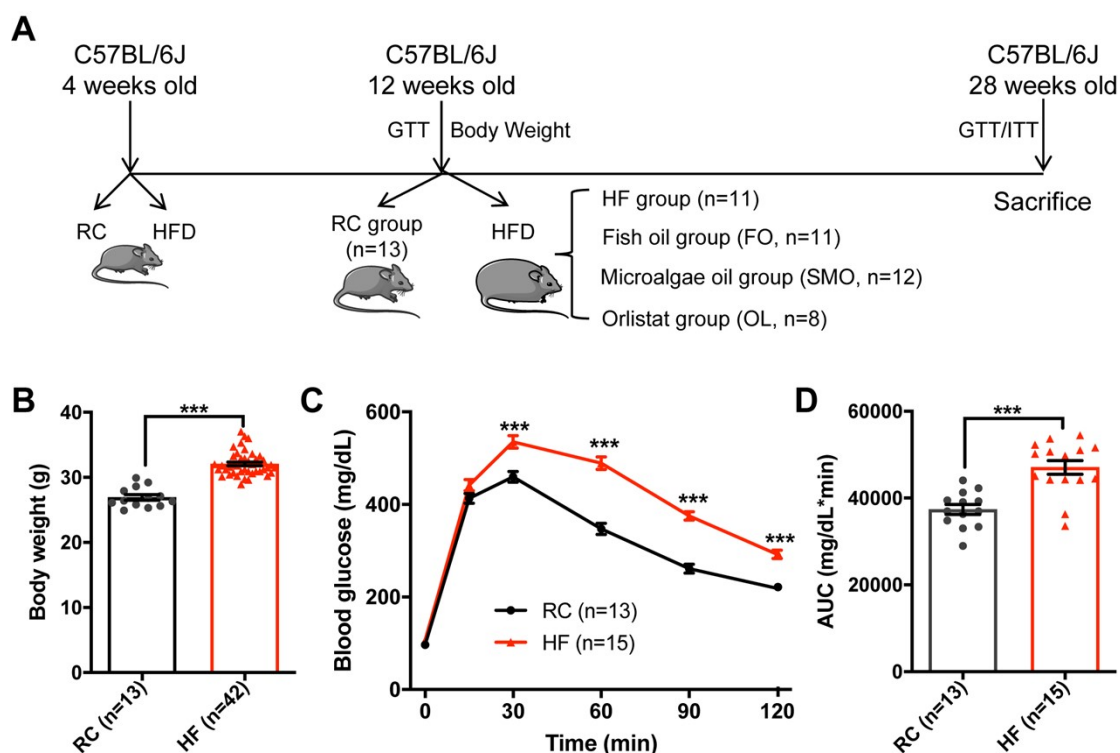 A
C57BL/6J
4 weeks old
C57BL/6J
12 weeks old
C57BL/6J
28 weeks old
GTT
Body Weight
GTT/ITT
RC
HFD
RC group
(n=13)
HFD
HF group (n=11)
Fish oil group (FO, n=11)
Microalgae oil group (SMO, n=12)
Orlistat group (OL, n=8)
Sacrifice
B
Body weight (g)
40
30
20
10
0
***
RC (n=13)
HF (n=42)
C
Blood glucose (mg/dL)
600
400
200
0
***
***
***
***
RC (n=13)
HF (n=15)
0
30
60
90
120
Time (min)
D
AUC (mg/dL*min)
60000
40000
20000
0
***
RC (n=13)
HF (n=15)